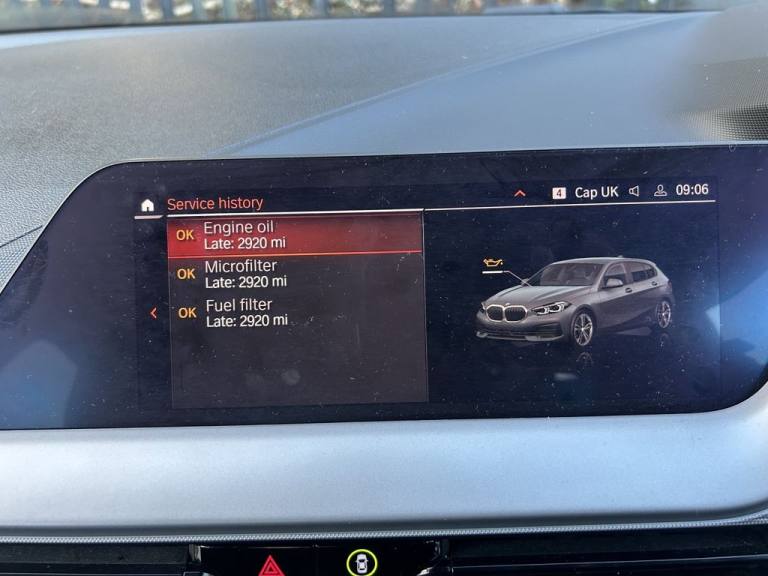 Service history
4 Cap UK 09:06
OK Engine oil
Late: 2920 mi
OK Microfilter
Late: 2920 mi
OK Fuel filter
Late: 2920 mi